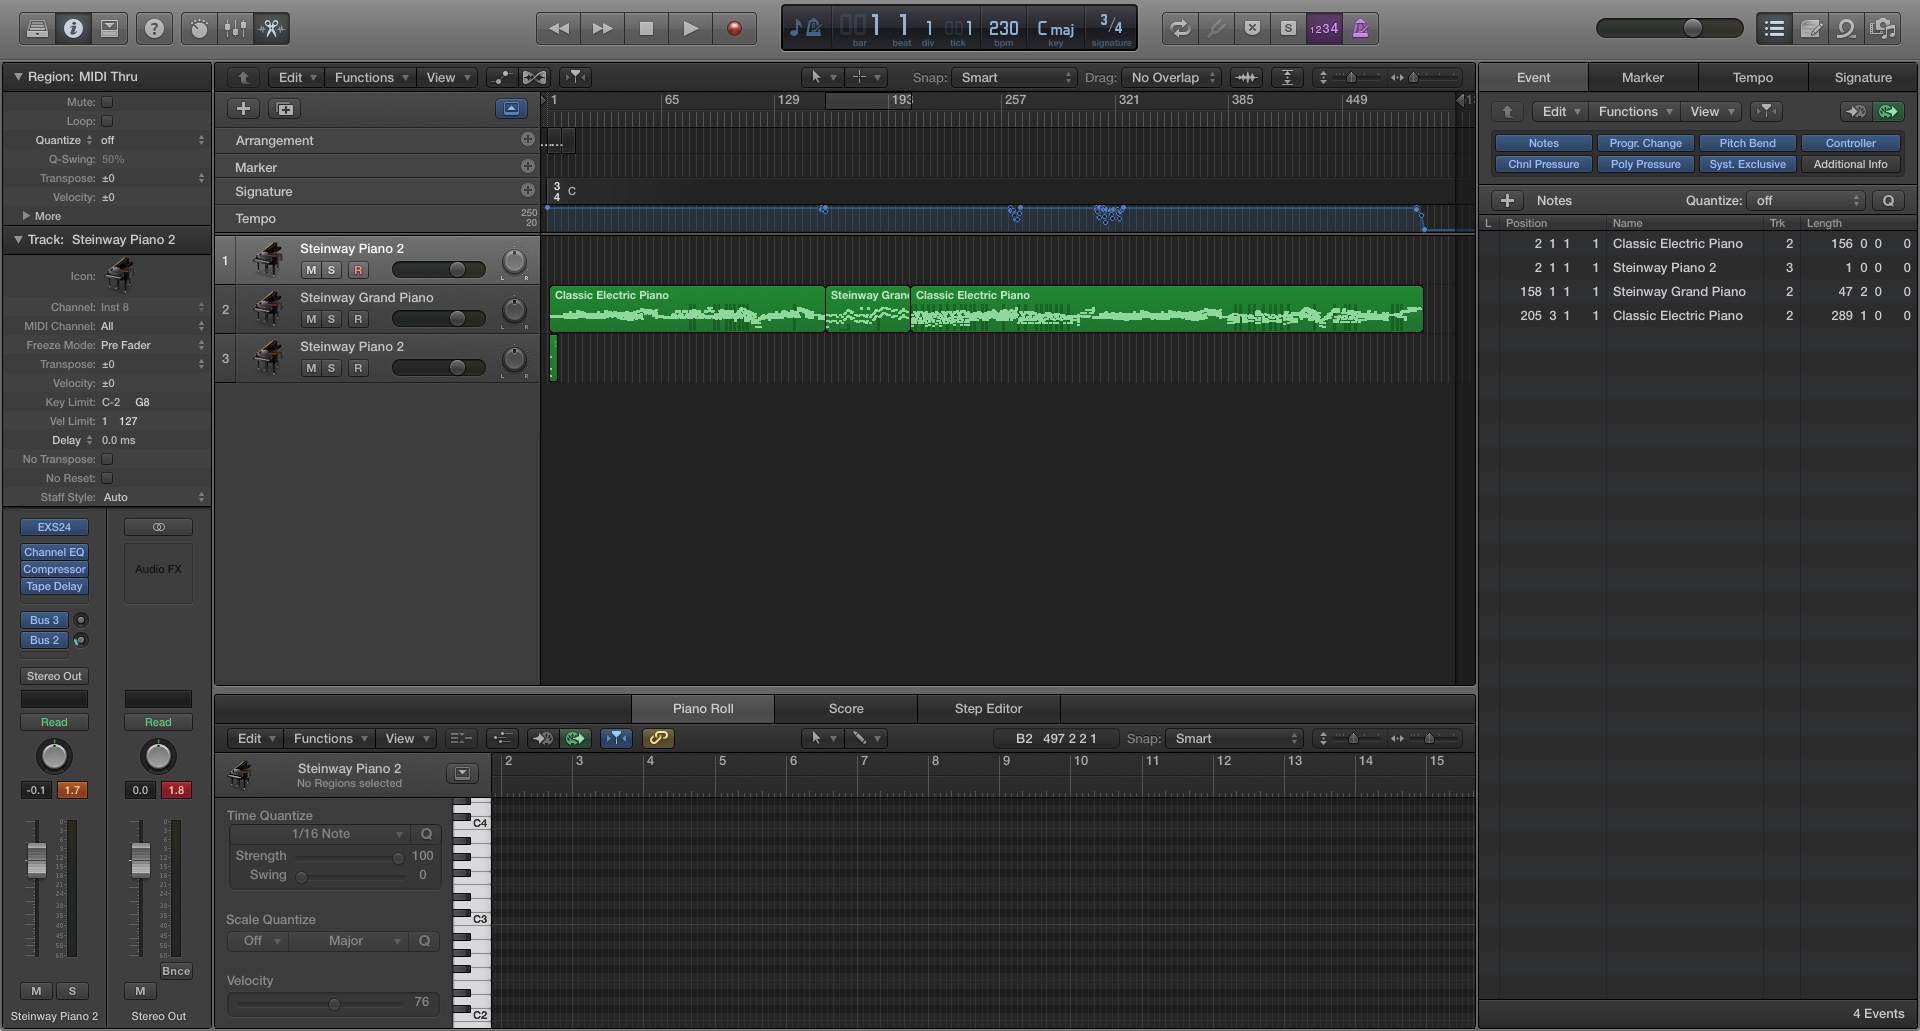 001 1 1 001
bar beat div tick
230
bpm
C maj
key
3/4
signature
1234
Region: MIDI Thru
Mute:
Loop:
Quantize off
Q-Swing: 50%
Transpose: ±0
Velocity: ±0
More
Track: Steinway Piano 2
Icon:
Channel: Inst 8
MIDI Channel: All
Freeze Mode: Pre Fader
Transpose: ±0
Velocity: ±0
Key Limit: C-2 G8
Vel Limit: 1 127
Delay 0.0 ms
No Transpose:
No Reset:
Staff Style: Auto
EXS24
Channel EQ
Compressor
Tape Delay
Audio FX
Bus 3
Bus 2
Stereo Out
Read Read
-0.1 1.7 0.0 1.8
Bnce
M S M
Steinway Piano 2 Stereo Out
Edit Functions View Snap: Smart Drag: No Overlap
1 65 129 193 257 321 385 449
Arrangement
Marker
Signature 3/4 C
Tempo 250 20
1 Steinway Piano 2
M S R L R
2 Steinway Grand Piano
M S R L R
3 Steinway Piano 2
M S R L R
Classic Electric Piano Steinway Gran Classic Electric Piano
Piano Roll Score Step Editor
Edit Functions View B2 497 2 2 1 Snap: Smart
2 3 4 5 6 7 8 9 10 11 12 13 14 15
Steinway Piano 2
No Regions selected
Time Quantize
1/16 Note Q
Strength 100
Swing 0
Scale Quantize
Off Major Q
Velocity
76
C4
C3
C2
Event Marker Tempo Signature
Edit Functions View
Notes Progr. Change Pitch Bend Controller
Chnl Pressure Poly Pressure Syst. Exclusive Additional Info
Notes Quantize: off Q
L Position Name Trk Length
2 1 1 1 Classic Electric Piano 2 156 0 0 0
2 1 1 1 Steinway Piano 2 3 1 0 0 0
158 1 1 1 Steinway Grand Piano 2 47 2 0 0
205 3 1 1 Classic Electric Piano 2 289 1 0 0
4 Events